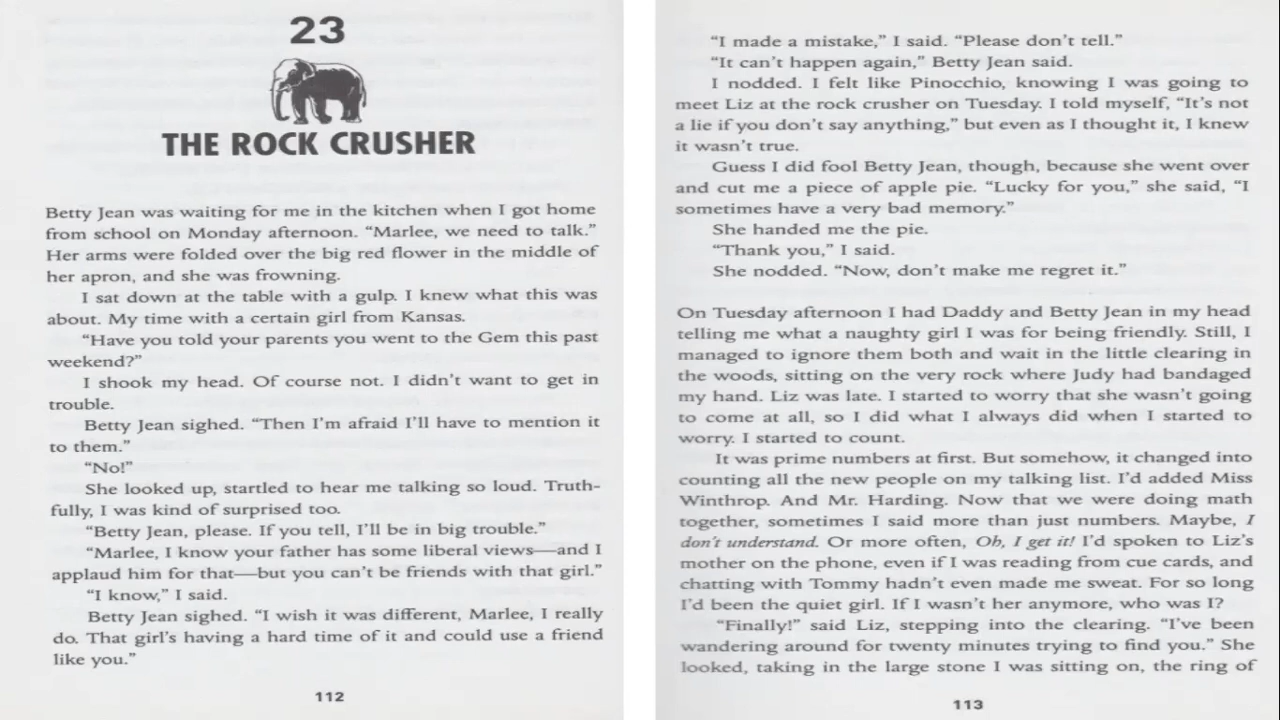 23
THE ROCK CRUSHER
Betty Jean was waiting for me in the kitchen when I got home
from school on Monday afternoon. “Marlee, we need to talk.”
Her arms were folded over the big red flower in the middle of
her apron, and she was frowning.
I sat down at the table with a gulp. I knew what this was
about. My time with a certain girl from Kansas.
“Have you told your parents you went to the Gem this past
weekend?”
I shook my head. Of course not. I didn’t want to get in
trouble.
Betty Jean sighed. “Then I’m afraid I’ll have to mention it
to them.”
“No!”
She looked up, startled to hear me talking so loud. Truth-
fully, I was kind of surprised too.
“Betty Jean, please. If you tell, I’ll be in big trouble.”
“Marlee, I know your father has some liberal views—and I
applaud him for that—but you can’t be friends with that girl.”
“I know,” I said.
Betty Jean sighed. “I wish it was different, Marlee, I really
do. That girl’s having a hard time of it and could use a friend
like you.”
112
“I made a mistake,” I said. “Please don’t tell.”
“It can’t happen again,” Betty Jean said.
I nodded. I felt like Pinocchio, knowing I was going to
meet Liz at the rock crusher on Tuesday. I told myself, “It’s not
a lie if you don’t say anything,” but even as I thought it, I knew
it wasn’t true.
Guess I did fool Betty Jean, though, because she went over
and cut me a piece of apple pie. “Lucky for you,” she said, “I
sometimes have a very bad memory.”
She handed me the pie.
“Thank you,” I said.
She nodded. “Now, don’t make me regret it.”
On Tuesday afternoon I had Daddy and Betty Jean in my head
telling me what a naughty girl I was for being friendly. Still, I
managed to ignore them both and wait in the little clearing in
the woods, sitting on the very rock where Judy had bandaged
my hand. Liz was late. I started to worry that she wasn’t going
to come at all, so I did what I always did when I started to
worry. I started to count.
It was prime numbers at first. But somehow, it changed into
counting all the new people on my talking list. I’d added Miss
Winthrop. And Mr. Harding. Now that we were doing math
together, sometimes I said more than just numbers. Maybe, I
don’t understand. Or more often, Oh, I get it! I’d spoken to Liz’s
mother on the phone, even if I was reading from cue cards, and
chatting with Tommy hadn’t even made me sweat. For so long
I’d been the quiet girl. If I wasn’t her anymore, who was I?
“Finally!” said Liz, stepping into the clearing. “I’ve been
wandering around for twenty minutes trying to find you.” She
looked, taking in the large stone I was sitting on, the ring of
113